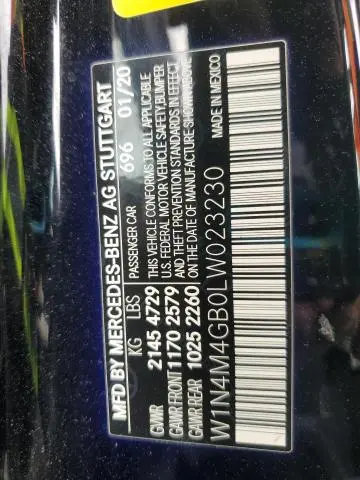 MFD BY MERCEDES-BENZ AG STUTTGART
PASSENGER CAR 696 01/20
KG LBS
GVWR 2145 4729
GAWR FRONT 1170 2579
GAWR REAR 1025 2260
THIS VEHICLE CONFORMS TO ALL APPLICABLE
U.S. FEDERAL MOTOR VEHICLE SAFETY, BUMPER
AND THEFT PREVENTION STANDARDS IN EFFECT
ON THE DATE OF MANUFACTURE SHOWN ABOVE
MADE IN MEXICO
W1N4M4GB0LW023230